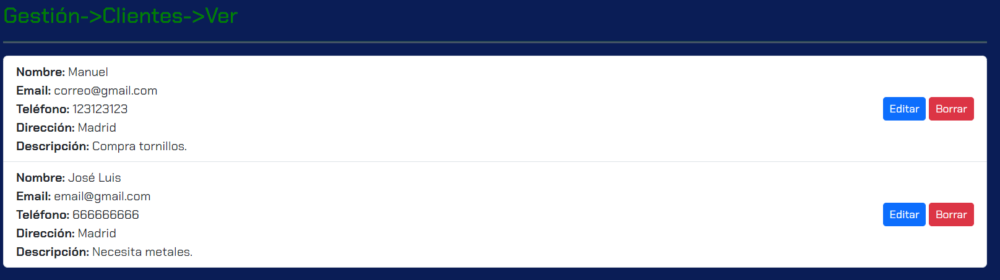 Gestión->Clientes->Ver
Nombre: Manuel
Email: correo@gmail.com
Teléfono: 123123123
Dirección: Madrid
Descripción: Compra tornillos.
Editar Borrar
Nombre: José Luis
Email: email@gmail.com
Teléfono: 666666666
Dirección: Madrid
Descripción: Necesita metales.
Editar Borrar